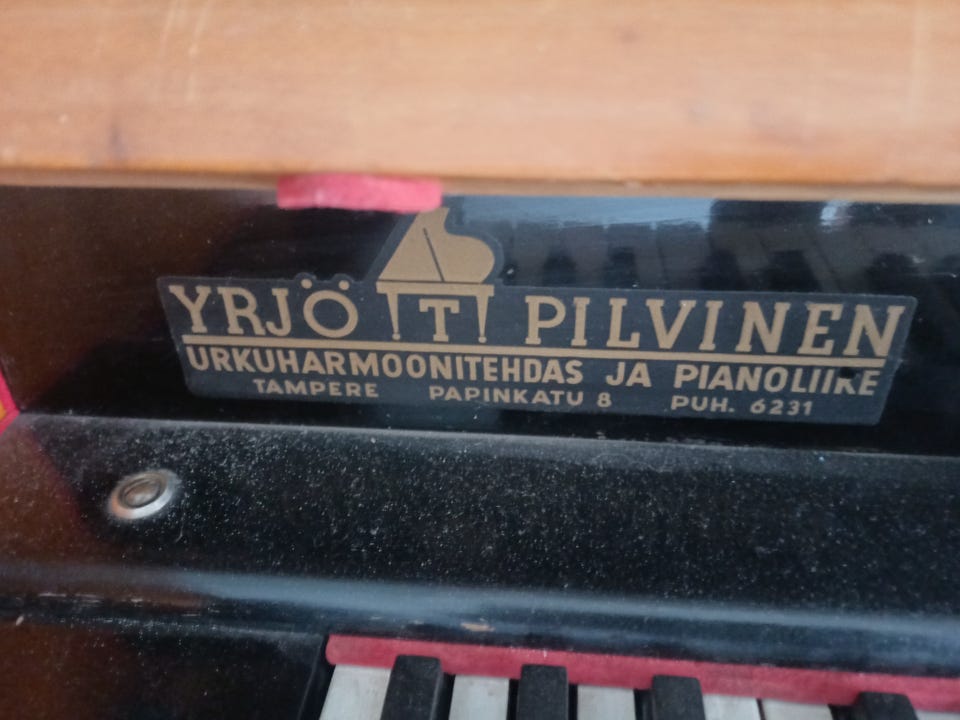 YRJÖ T PILVINEN
URKUHARMOONITEHDAS JA PIANOLIIKE
TAMPERE PAPINKATU 8 PUH. 6231